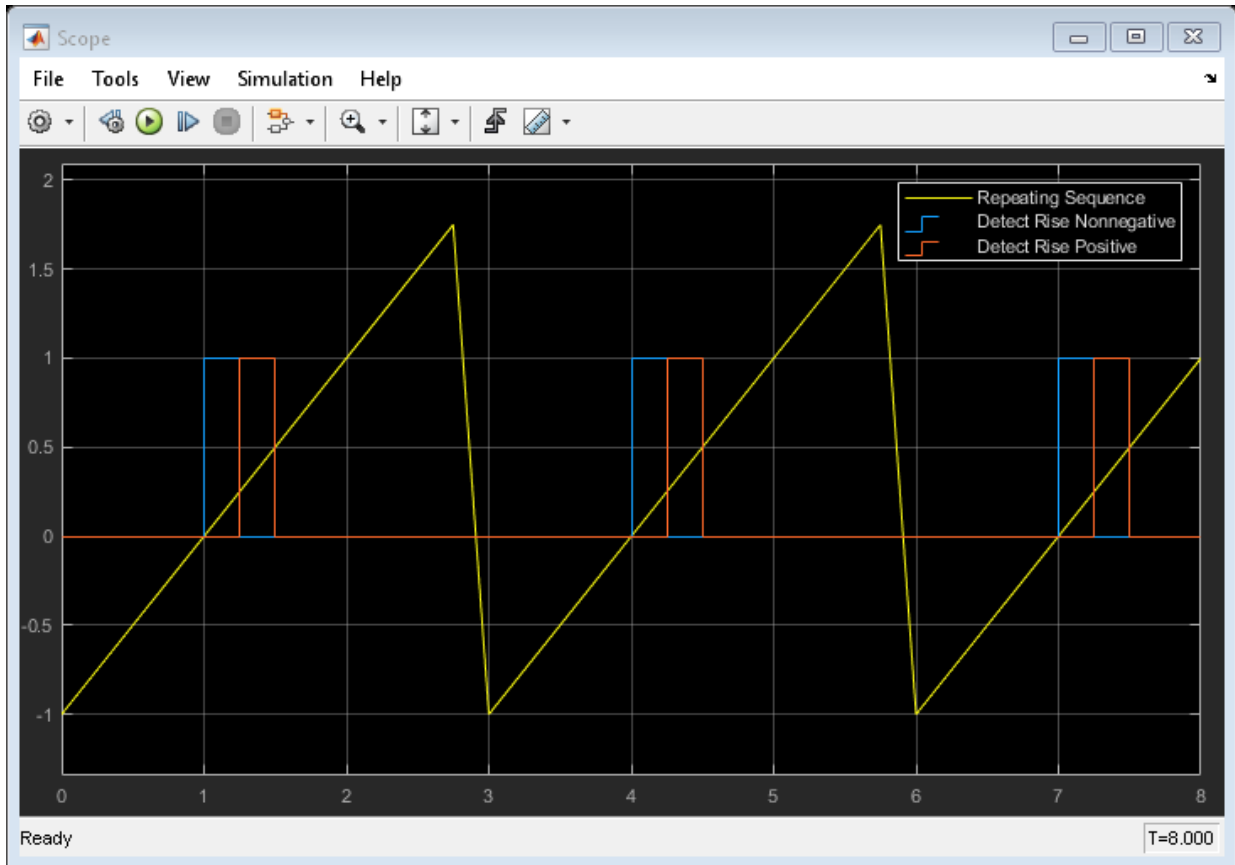 Scope
File Tools View Simulation Help
2
1.5
1
0.5
0
-0.5
-1
Repeating Sequence
Detect Rise Nonnegative
Detect Rise Positive
0 1 2 3 4 5 6 7 8
Ready T=8.000